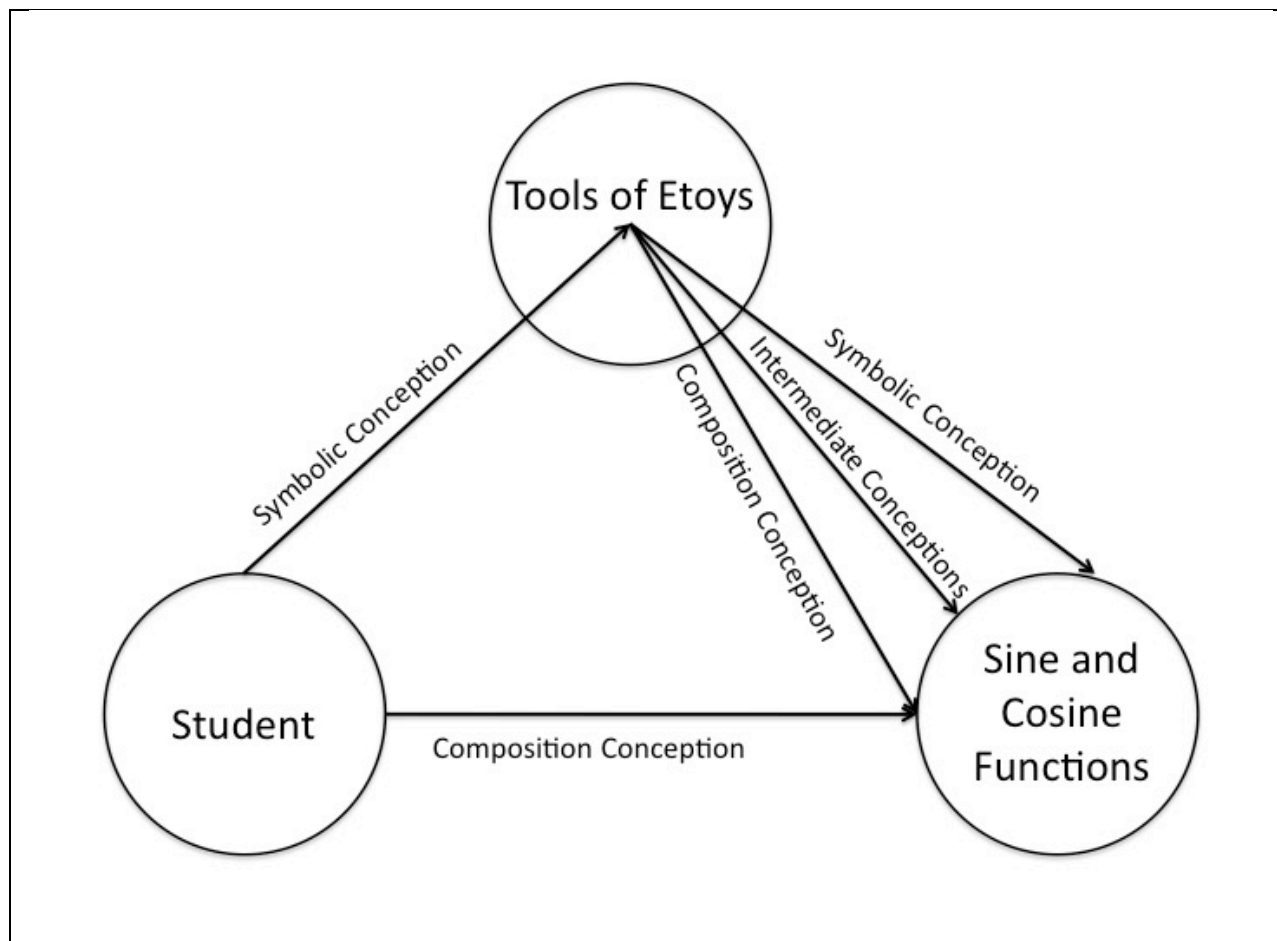 Tools of Etoys
Symbolic Conception
Symbolic Conception
Intermediate Conceptions
Composition Conception
Student
Composition Conception
Sine and
Cosine
Functions